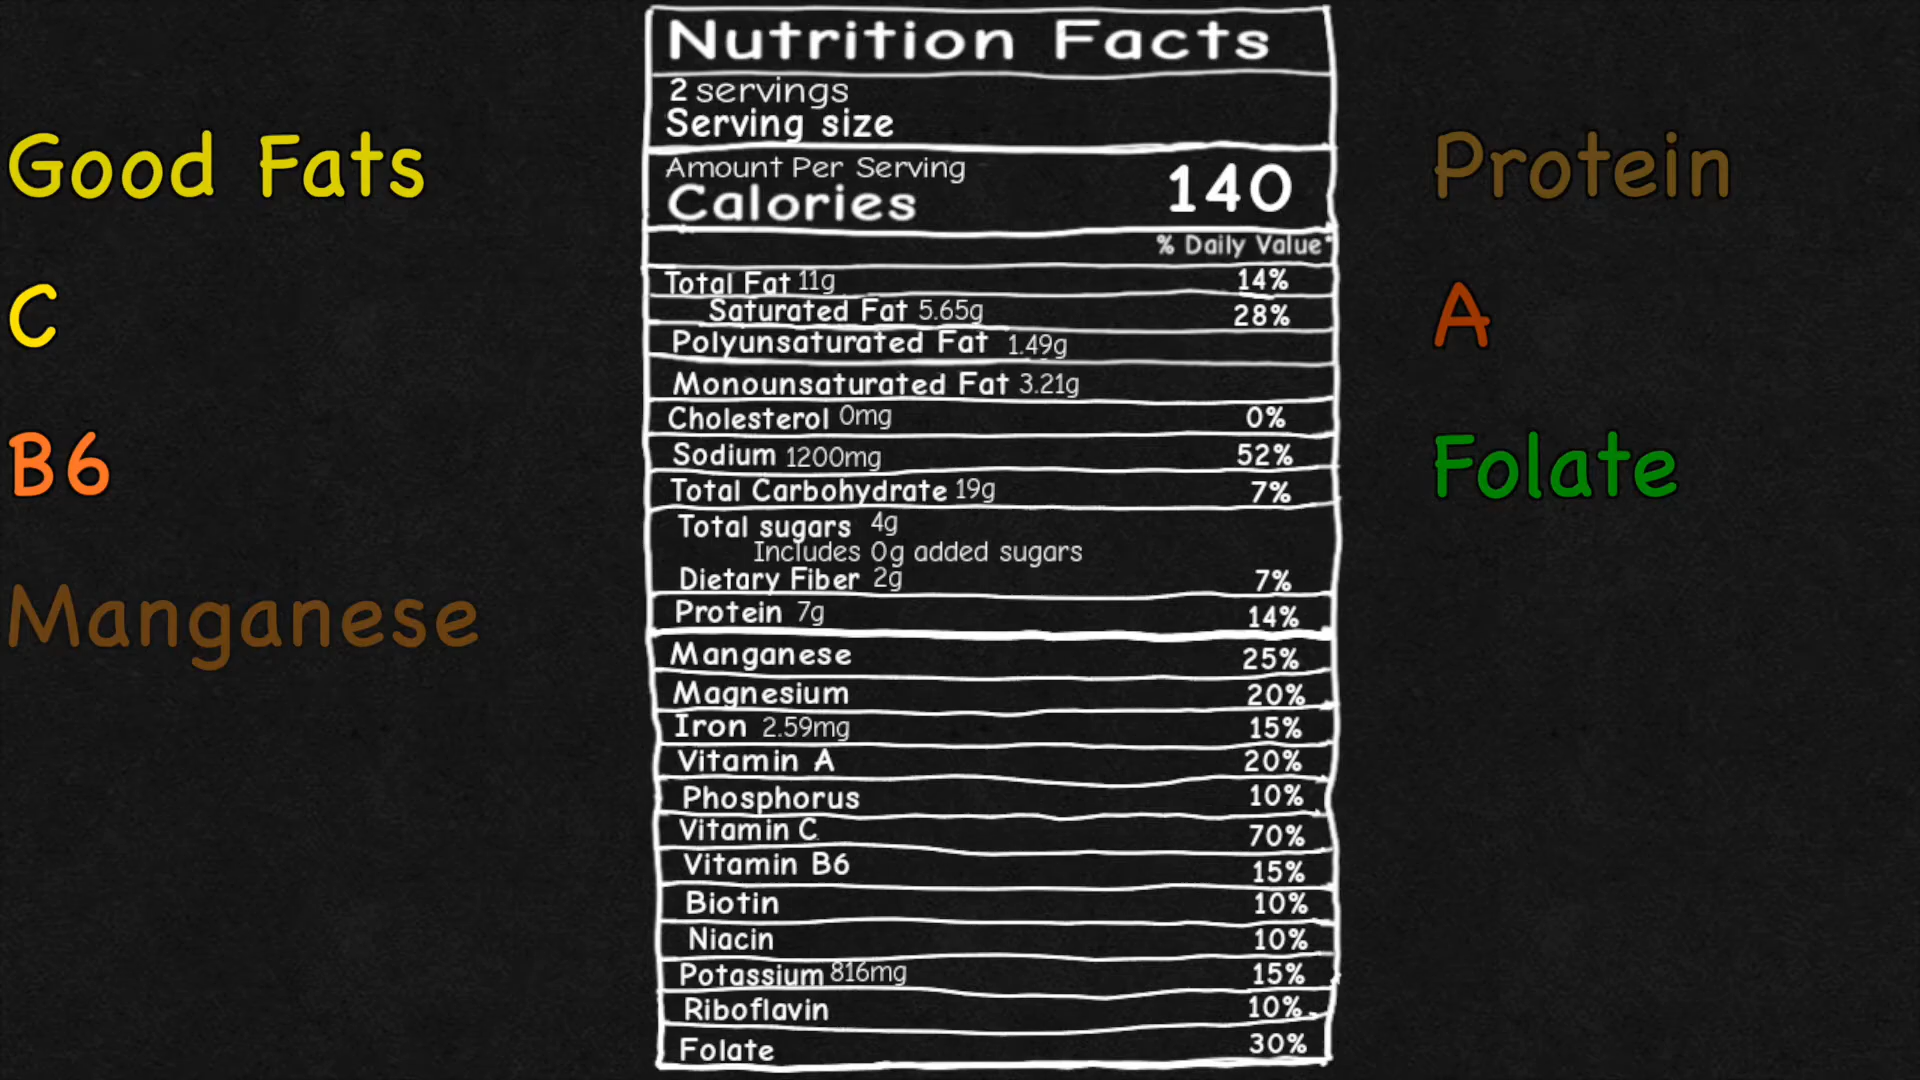 Good Fats
C
B6
Manganese
Nutrition Facts
2 servings
Serving size
Amount Per Serving
Calories 140
% Daily Value*
Total Fat 11g 14%
Saturated Fat 5.65g 28%
Polyunsaturated Fat 1.49g
Monounsaturated Fat 3.21g
Cholesterol 0mg 0%
Sodium 1200mg 52%
Total Carbohydrate 19g 7%
Total sugars 4g
Includes 0g added sugars
Dietary Fiber 2g 7%
Protein 7g 14%
Manganese 25%
Magnesium 20%
Iron 2.59mg 15%
Vitamin A 20%
Phosphorus 10%
Vitamin C 70%
Vitamin B6 15%
Biotin 10%
Niacin 10%
Potassium 816mg 15%
Riboflavin 10%
Folate 30%
Protein
A
Folate